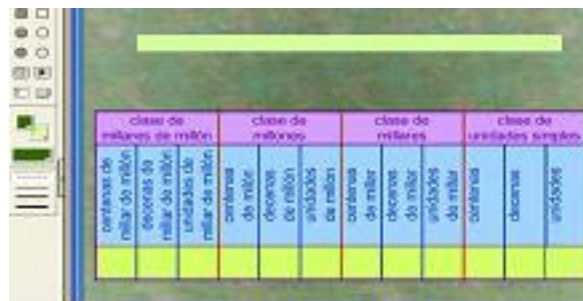 clase de
millares de millón
clase de
millones
clase de
millares
clase de
unidades simples
centenas de
millar de millón
decenas de
millar de millón
unidades de
millar de millón
centenas
de millón
decenas
de millón
unidades
de millón
centenas
de millar
decenas
de millar
unidades
de millar
centenas
decenas
unidades